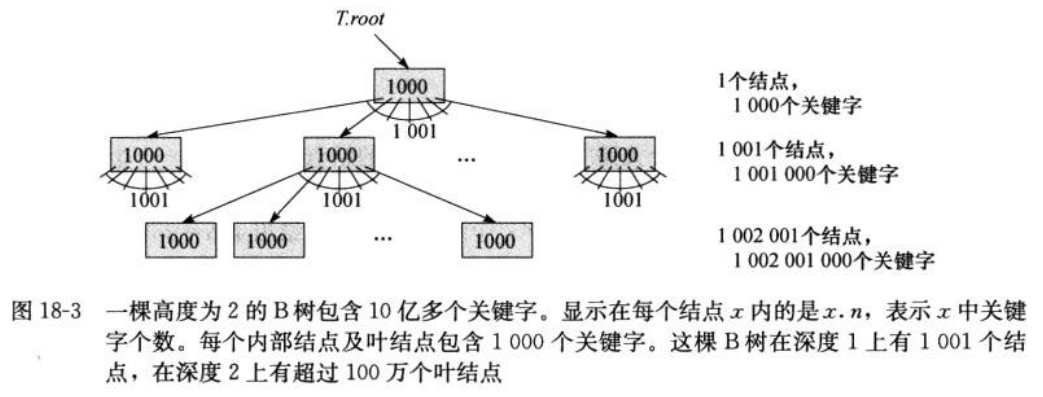 T.root
1000
1个结点，
1 000个关键字
1 001
1000
1000
...
1000
1 001个结点，
1 001 000个关键字
1001
1001
1001
1000
1000
...
1000
1 002 001个结点，
1 002 001 000个关键字
图 18-3 一棵高度为 2 的 B 树包含 10 亿多个关键字。显示在每个结点 x 内的是 x.n，表示 x 中关键
字个数。每个内部结点及叶结点包含 1 000 个关键字。这棵 B 树在深度 1 上有 1 001 个结
点，在深度 2 上有超过 100 万个叶结点